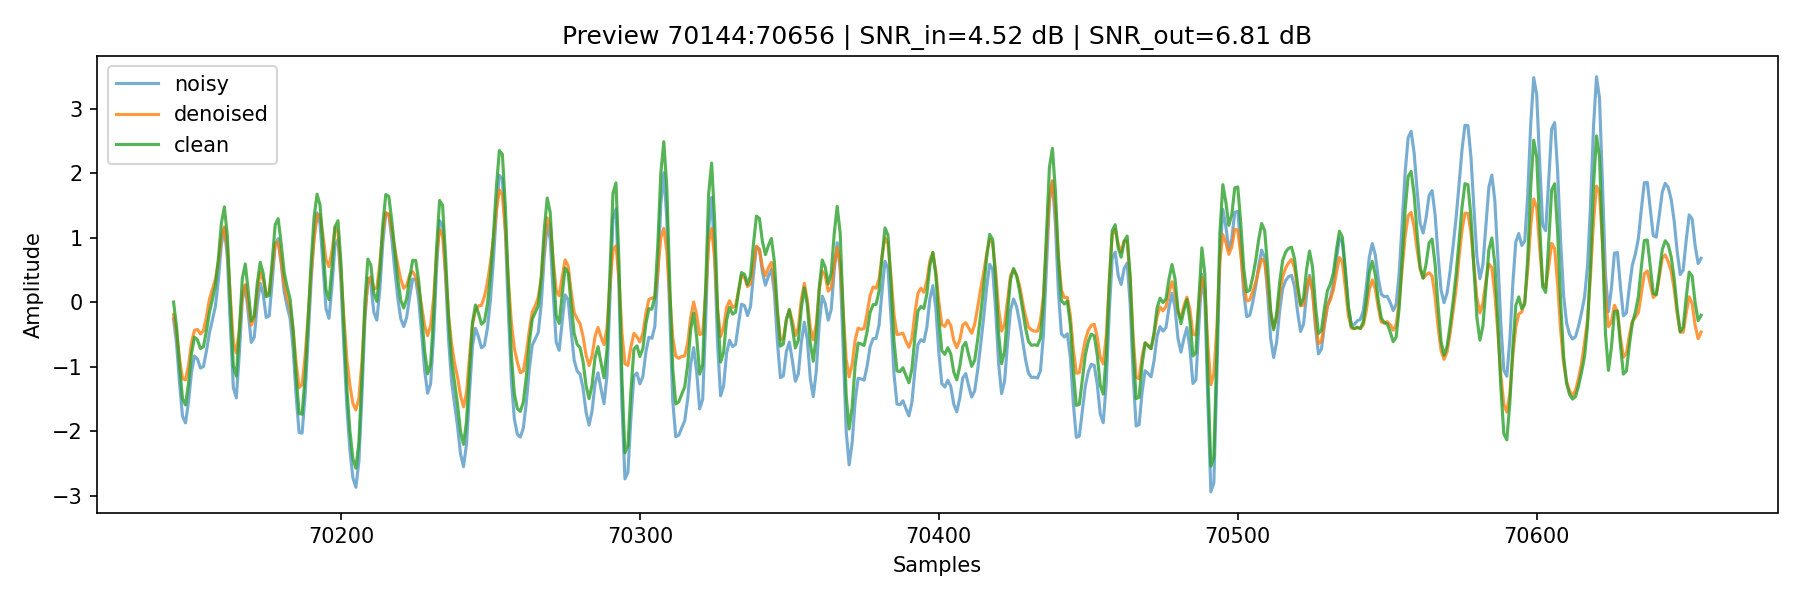 Preview 70144:70656 | SNR_in=4.52 dB | SNR_out=6.81 dB
noisy
denoised
clean
Amplitude
3
2
1
0
−1
−2
−3
70200 70300 70400 70500 70600
Samples